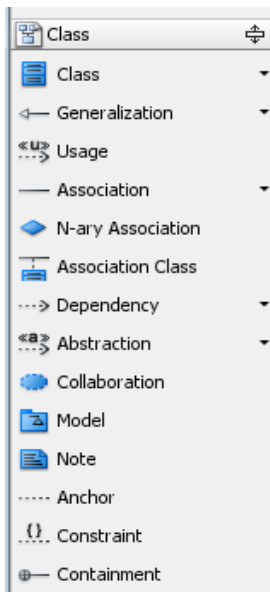 Class
Class
Generalization
«u» Usage
Association
N-ary Association
Association Class
Dependency
«a» Abstraction
Collaboration
Model
Note
Anchor
{} Constraint
Containment